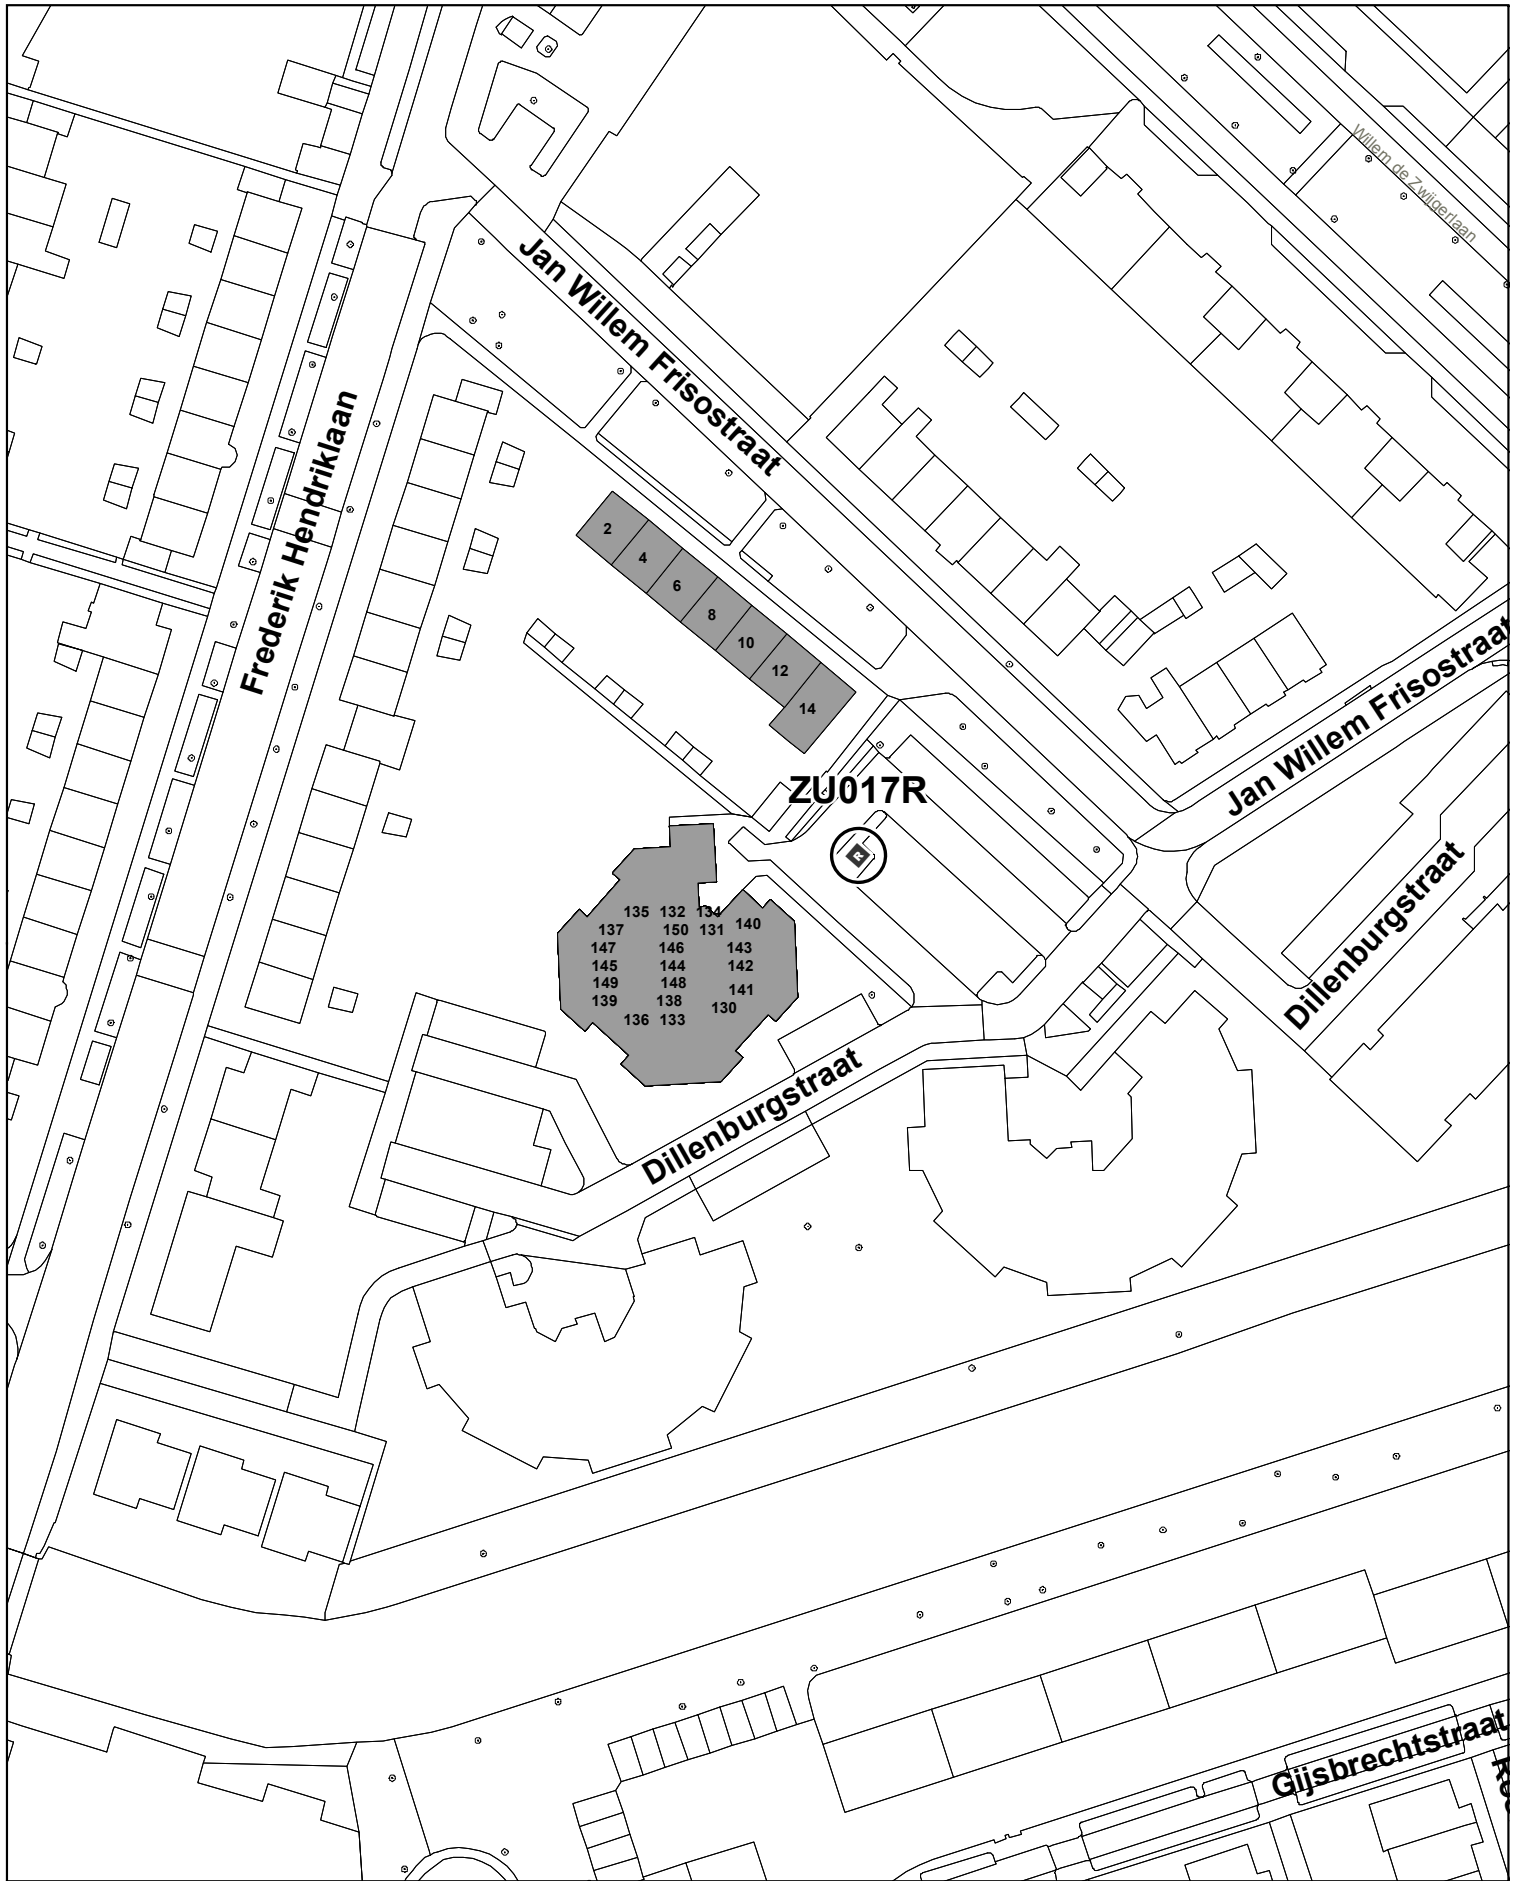 Willem de Zwijgerlaan
Jan Willem Frisostraat
Frederik Hendriklaan
2
4
6
8
10
12
14
Jan Willem Frisostraat
ZU017R
R
Dillenburgstraat
135 132 134
140
137 150 131
147 146 143
145 144 142
149 148 141
139 138 130
136 133
Dillenburgstraat
Gijsbrechtstraat